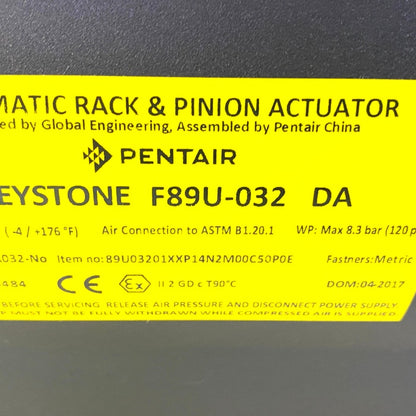 MATIC RACK & PINION ACTUATOR
ed by Global Engineering, Assembled by Pentair China
PENTAIR
EYSTONE F89U-032 DA
( -4 / +176 °F) Air Connection to ASTM B1.20.1 WP: Max 8.3 bar (120 p
032-No Item no:89U03201XXP14N2M00C50P0E Fastners:Metric
484 CE Ex II 2 GD c T90°C DOM:04-2017
BEFORE SERVICING, RELEASE AIR PRESSURE AND DISCONNECT POWER SUPPLY
P MUST NOT BE FULLY WITHDRAWN WHILE COMPRESSED AIR IS SUPPLIED